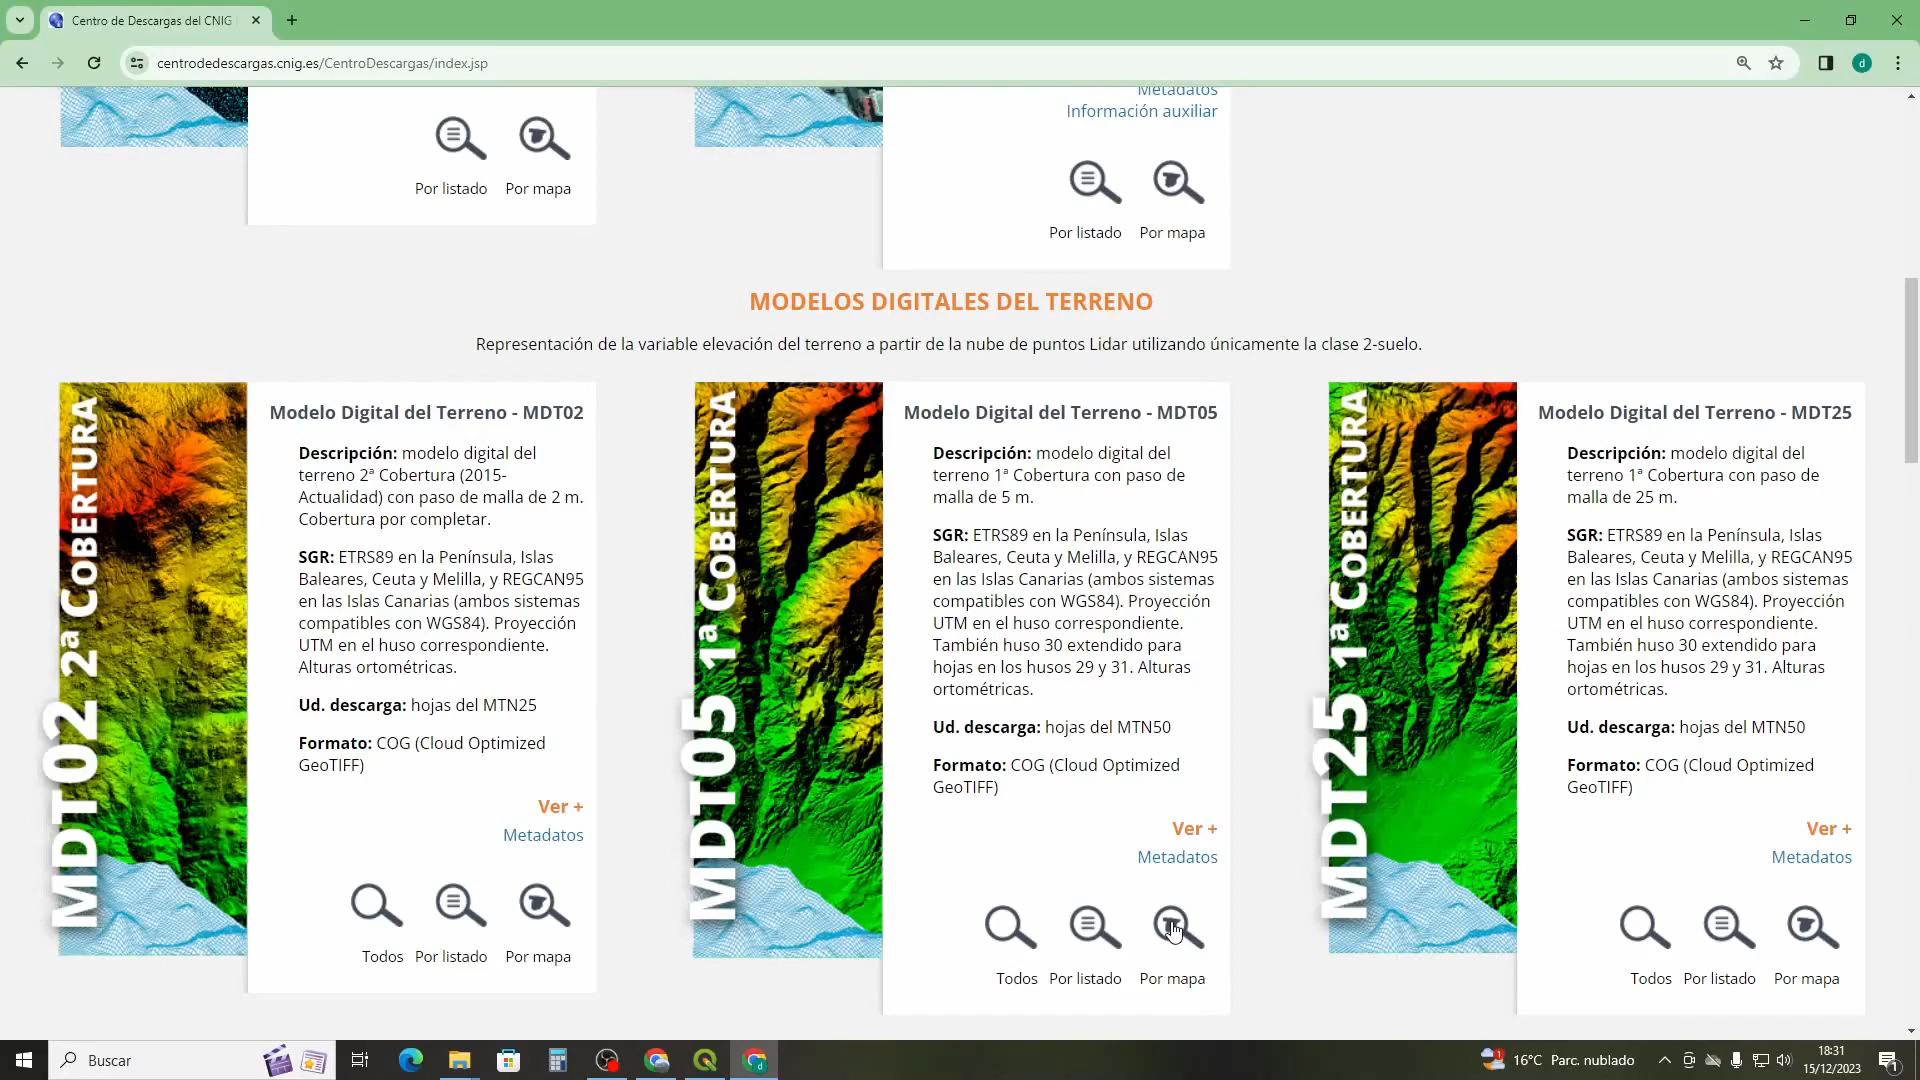 Centro de Descargas del CNIG
centrodedescargas.cnig.es/CentroDescargas/index.jsp
d
Por listado
Por mapa
Metadatos
Información auxiliar
Por listado
Por mapa
MODELOS DIGITALES DEL TERRENO
Representación de la variable elevación del terreno a partir de la nube de puntos Lidar utilizando únicamente la clase 2-suelo.
MDT02 2ª COBERTURA
Modelo Digital del Terreno - MDT02
Descripción: modelo digital del
terreno 2ª Cobertura (2015-
Actualidad) con paso de malla de 2 m.
Cobertura por completar.
SGR: ETRS89 en la Península, Islas
Baleares, Ceuta y Melilla, y REGCAN95
en las Islas Canarias (ambos sistemas
compatibles con WGS84). Proyección
UTM en el huso correspondiente.
Alturas ortométricas.
Ud. descarga: hojas del MTN25
Formato: COG (Cloud Optimized
GeoTIFF)
Ver +
Metadatos
Todos
Por listado
Por mapa
MDT05 1ª COBERTURA
Modelo Digital del Terreno - MDT05
Descripción: modelo digital del
terreno 1ª Cobertura con paso de
malla de 5 m.
SGR: ETRS89 en la Península, Islas
Baleares, Ceuta y Melilla, y REGCAN95
en las Islas Canarias (ambos sistemas
compatibles con WGS84). Proyección
UTM en el huso correspondiente.
También huso 30 extendido para
hojas en los husos 29 y 31. Alturas
ortométricas.
Ud. descarga: hojas del MTN50
Formato: COG (Cloud Optimized
GeoTIFF)
Ver +
Metadatos
Todos
Por listado
Por mapa
MDT25 1ª COBERTURA
Modelo Digital del Terreno - MDT25
Descripción: modelo digital del
terreno 1ª Cobertura con paso de
malla de 25 m.
SGR: ETRS89 en la Península, Islas
Baleares, Ceuta y Melilla, y REGCAN95
en las Islas Canarias (ambos sistemas
compatibles con WGS84). Proyección
UTM en el huso correspondiente.
También huso 30 extendido para
hojas en los husos 29 y 31. Alturas
ortométricas.
Ud. descarga: hojas del MTN50
Formato: COG (Cloud Optimized
GeoTIFF)
Ver +
Metadatos
Todos
Por listado
Por mapa
Buscar
d
1
16°C Parc. nublado
18:31
15/12/2023
1